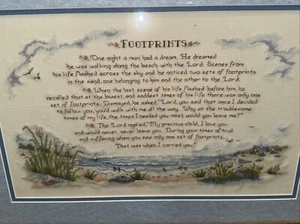 FOOTPRINTS
One night a man had a dream. He dreamed
he was walking along the beach with the Lord. Scenes from
his life flashed across the sky and he noticed two sets of footprints
in the sand, one belonging to him and the other to the Lord.
When the last scene of his life flashed before him, he
recalled that at the lowest and saddest times of his life there was only one
set of footprints. Dismayed, he asked, "Lord, you said that once I decided
to follow you, you'd walk with me all the way. Why at the troublesome
times of my life, the times I needed you most, would you leave me?"
The Lord replied, "My precious child, I love you
and would never, never leave you. During your times of trial
and suffering when you saw only one set of footprints...
That was when I carried you."